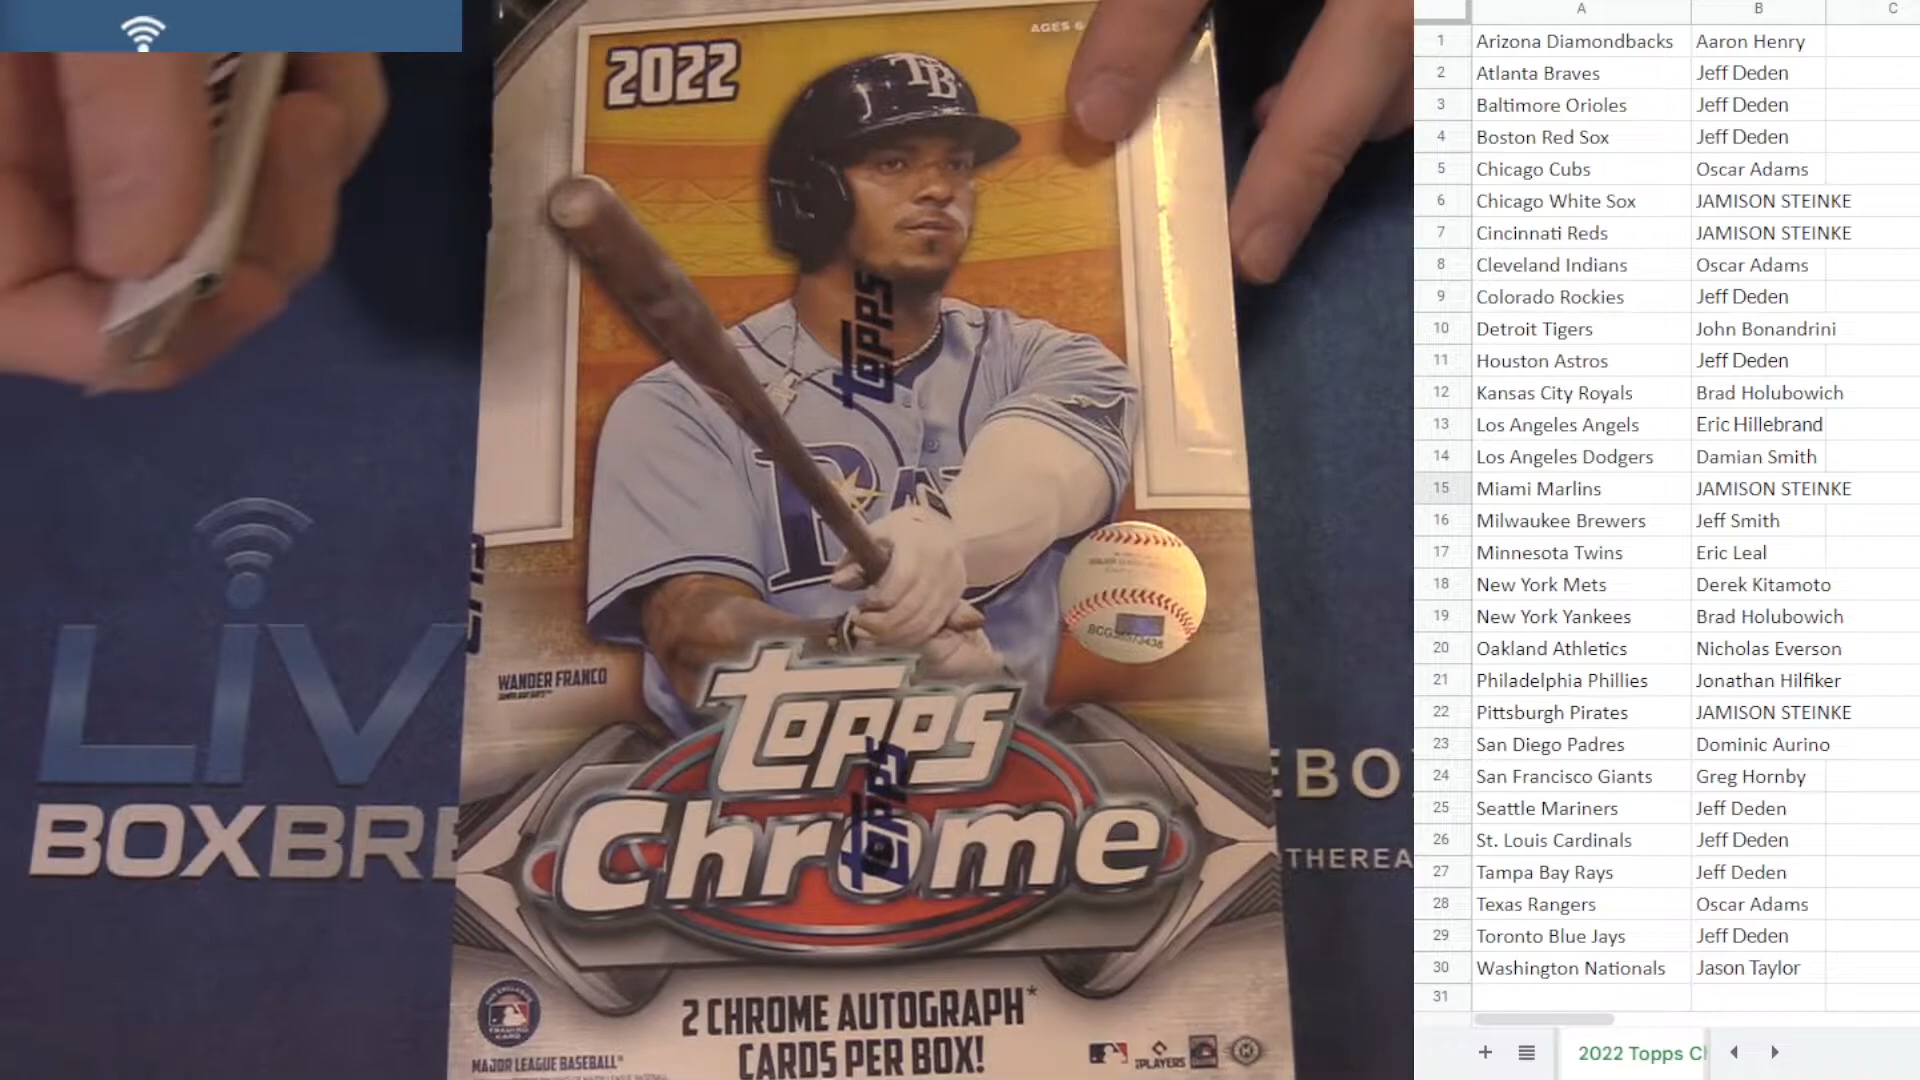 2022
AGES 6
TB
topps
WANDER FRANCO
topps
Chrome
topps
2 CHROME AUTOGRAPH*
CARDS PER BOX!
MAJOR LEAGUE BASEBALL
PLAYERS
LiV
BOXBRE
EBO
THEREA
A B C
1 Arizona Diamondbacks Aaron Henry
2 Atlanta Braves Jeff Deden
3 Baltimore Orioles Jeff Deden
4 Boston Red Sox Jeff Deden
5 Chicago Cubs Oscar Adams
6 Chicago White Sox JAMISON STEINKE
7 Cincinnati Reds JAMISON STEINKE
8 Cleveland Indians Oscar Adams
9 Colorado Rockies Jeff Deden
10 Detroit Tigers John Bonandrini
11 Houston Astros Jeff Deden
12 Kansas City Royals Brad Holubowich
13 Los Angeles Angels Eric Hillebrand
14 Los Angeles Dodgers Damian Smith
15 Miami Marlins JAMISON STEINKE
16 Milwaukee Brewers Jeff Smith
17 Minnesota Twins Eric Leal
18 New York Mets Derek Kitamoto
19 New York Yankees Brad Holubowich
20 Oakland Athletics Nicholas Everson
21 Philadelphia Phillies Jonathan Hilfiker
22 Pittsburgh Pirates JAMISON STEINKE
23 San Diego Padres Dominic Aurino
24 San Francisco Giants Greg Hornby
25 Seattle Mariners Jeff Deden
26 St. Louis Cardinals Jeff Deden
27 Tampa Bay Rays Jeff Deden
28 Texas Rangers Oscar Adams
29 Toronto Blue Jays Jeff Deden
30 Washington Nationals Jason Taylor
31
2022 Topps C